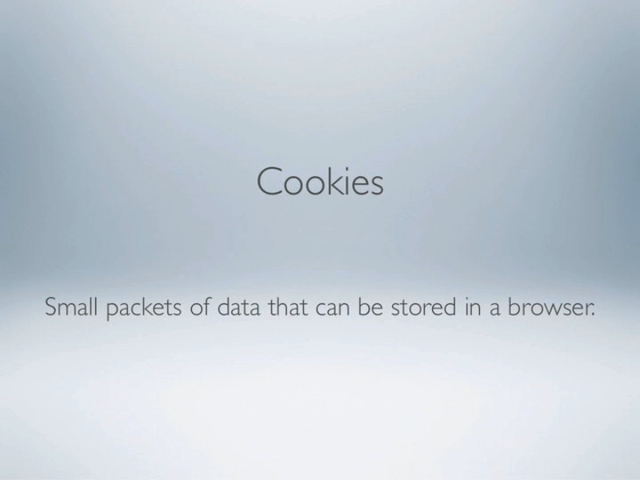 Cookies
Small packets of data that can be stored in a browser.